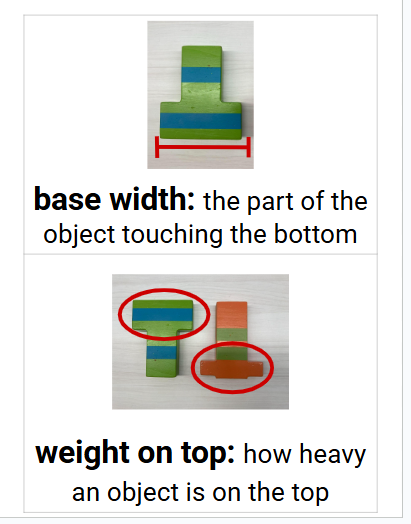 base width: the part of the
object touching the bottom
weight on top: how heavy
an object is on the top